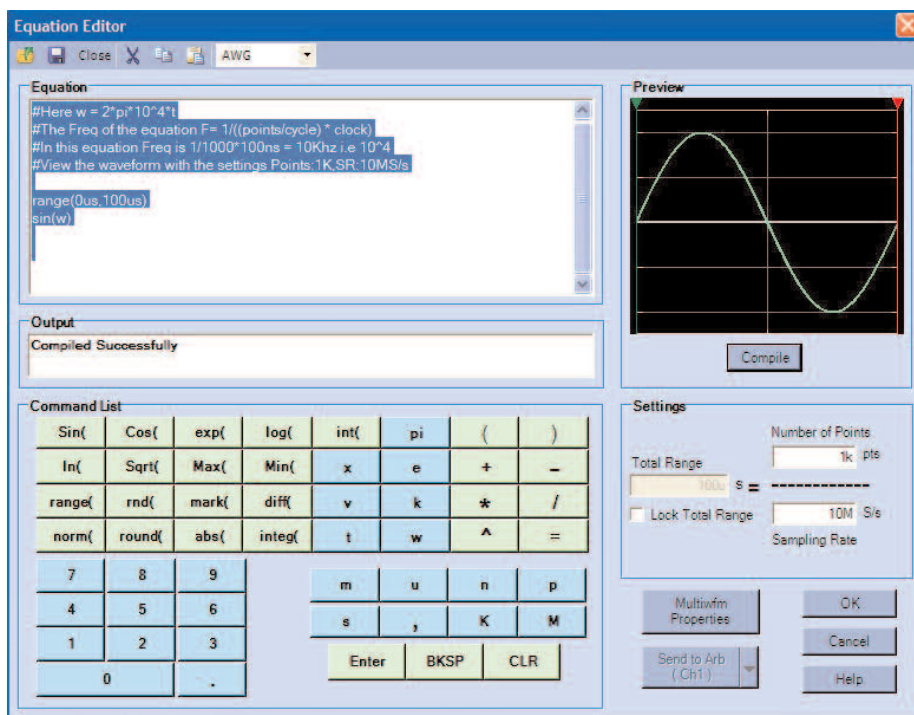 Equation Editor
Close AWG
Equation
#Here w = 2*pi*10^4*t
#The Freq of the equation F= 1/((points/cycle) * clock)
#In this equation Freq is 1/1000*100ns = 10Khz i.e 10^4
#View the waveform with the settings Points:1K,SR:10MS/s
range(0us,100us)
sin(w)
Output
Compiled Successfully
Preview
Compile
Command List
Sin( Cos( exp( log( int( pi ( )
ln( Sqrt( Max( Min( x e + -
range( rnd( mark( diff( v k * /
norm( round( abs( integ( t w ^ =
7 8 9
4 5 6
1 2 3
0 .
m u n p
s , K M
Enter BKSP CLR
Settings
Number of Points
1k pts
Total Range
100u s = ------------
Lock Total Range
10M S/s
Sampling Rate
Multiwfm
Properties
OK
Cancel
Send to Arb
( Ch1 )
Help